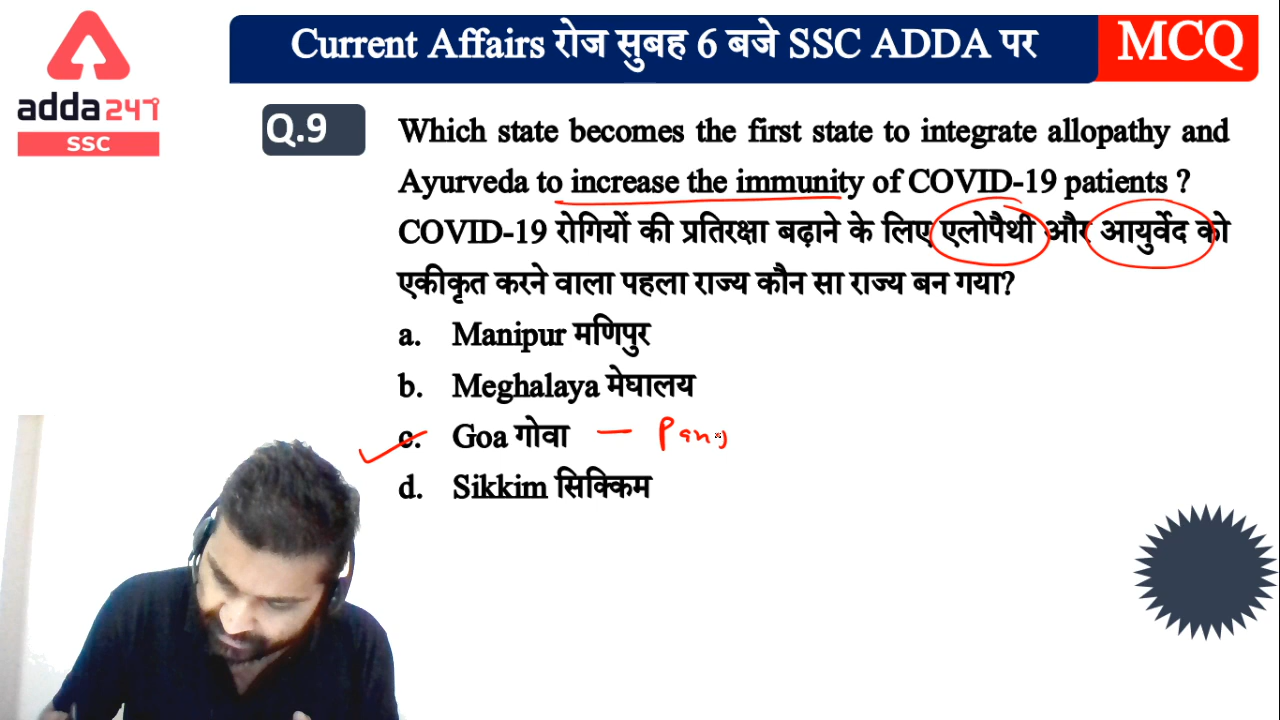 Current Affairs रोज सुबह 6 बजे SSC ADDA पर
MCQ
adda247
SSC
Q.9
Which state becomes the first state to integrate allopathy and
Ayurveda to increase the immunity of COVID-19 patients ?
COVID-19 रोगियों की प्रतिरक्षा बढ़ाने के लिए एलोपैथी और आयुर्वेद को
एकीकृत करने वाला पहला राज्य कौन सा राज्य बन गया?
a. Manipur मणिपुर
b. Meghalaya मेघालय
c. Goa गोवा –
d. Sikkim सिक्किम